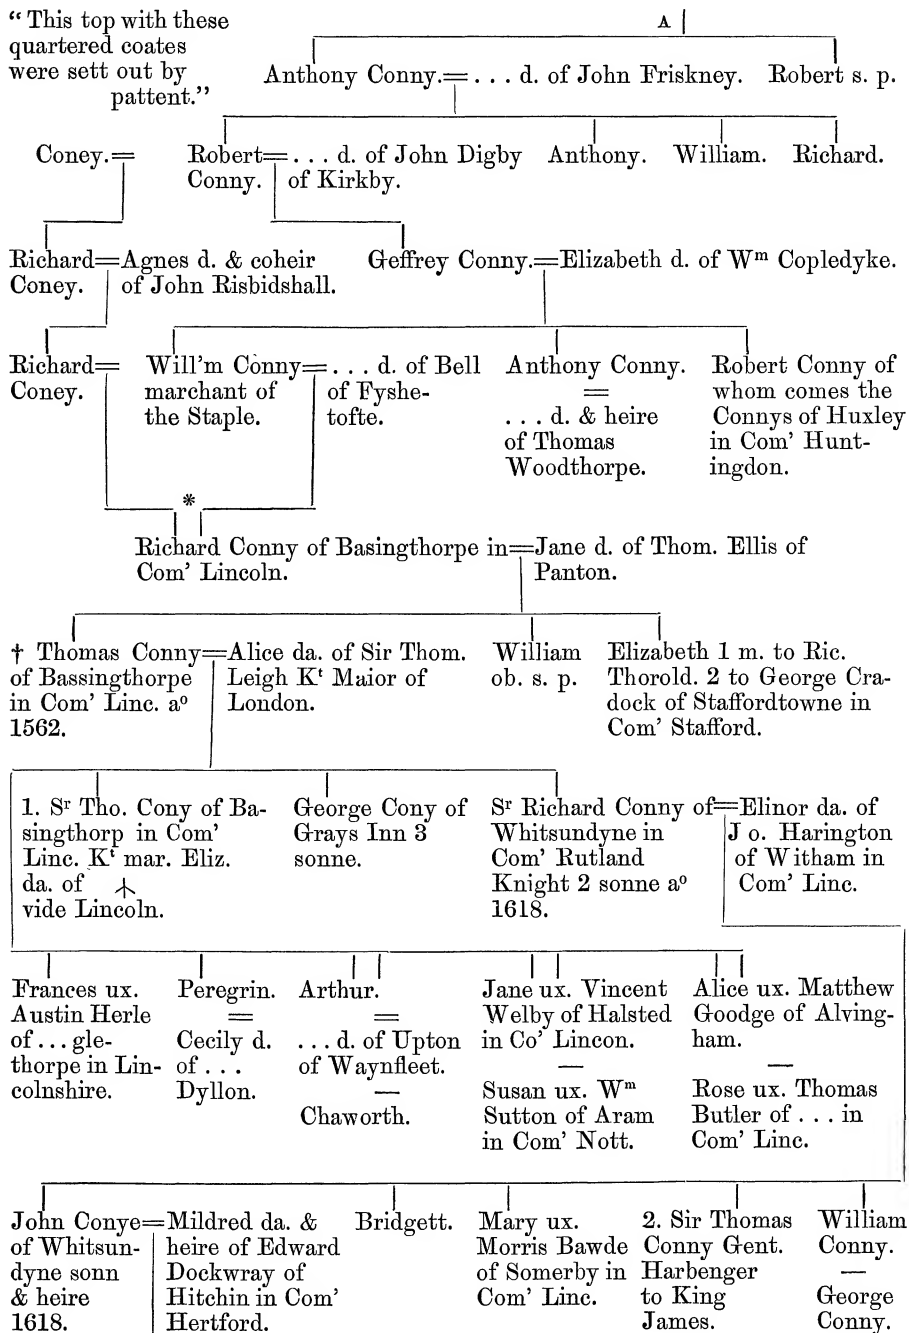 “ This top with these
quartered coates
were sett out by
pattent.”
A
Anthony Conny.=. . . d. of John Friskney.
Robert s. p.
Coney.=
Robert=. . . d. of John Digby
Conny. of Kirkby.
Anthony.
William.
Richard.
Richard=Agnes d. & coheir
Coney. of John Risbidshall.
Geffrey Conny.=Elizabeth d. of Wᵐ Copledyke.
Richard=
Coney.
Will’m Conny=. . . d. of Bell
marchant of of Fyshe-
the Staple. tofte.
Anthony Conny.
=
. . . d. & heire
of Thomas
Woodthorpe.
Robert Conny of
whom comes the
Connys of Huxley
in Com’ Hunt-
ingdon.
*
Richard Conny of Basingthorpe in=Jane d. of Thom. Ellis of
Com’ Lincoln. Panton.
† Thomas Conny=Alice da. of Sir Thom.
of Bassingthorpe Leigh Kᵗ Maior of
in Com’ Linc. aᵒ London.
1562.
William
ob. s. p.
Elizabeth 1 m. to Ric.
Thorold. 2 to George Cra-
dock of Staffordtowne in
Com’ Stafford.
1. Sʳ Tho. Cony of Ba-
singthorp in Com’
Linc. Kᵗ mar. Eliz.
da. of
vide Lincoln.
George Cony of
Grays Inn 3
sonne.
Sʳ Richard Conny of=Elinor da. of
Whitsundyne in J o. Harington
Com’ Rutland of Witham in
Knight 2 sonne aᵒ Com’ Linc.
1618.
Frances ux.
Austin Herle
of . . . gle-
thorpe in Lin-
colnshire.
Peregrin.
=
Cecily d.
of . . .
Dyllon.
Arthur.
=
. . . d. of Upton
of Waynfleet.
—
Chaworth.
Jane ux. Vincent
Welby of Halsted
in Co’ Lincon.
—
Susan ux. Wᵐ
Sutton of Aram
in Com’ Nott.
Alice ux. Matthew
Goodge of Alving-
ham.
—
Rose ux. Thomas
Butler of . . . in
Com’ Linc.
John Conye=Mildred da. &
of Whitsun- heire of Edward
dyne sonn Dockwray of
& heire Hitchin in Com’
1618. Hertford.
Bridgett.
Mary ux.
Morris Bawde
of Somerby in
Com’ Linc.
2. Sir Thomas
Conny Gent.
Harbenger
to King
James.
William
Conny.
—
George
Conny.